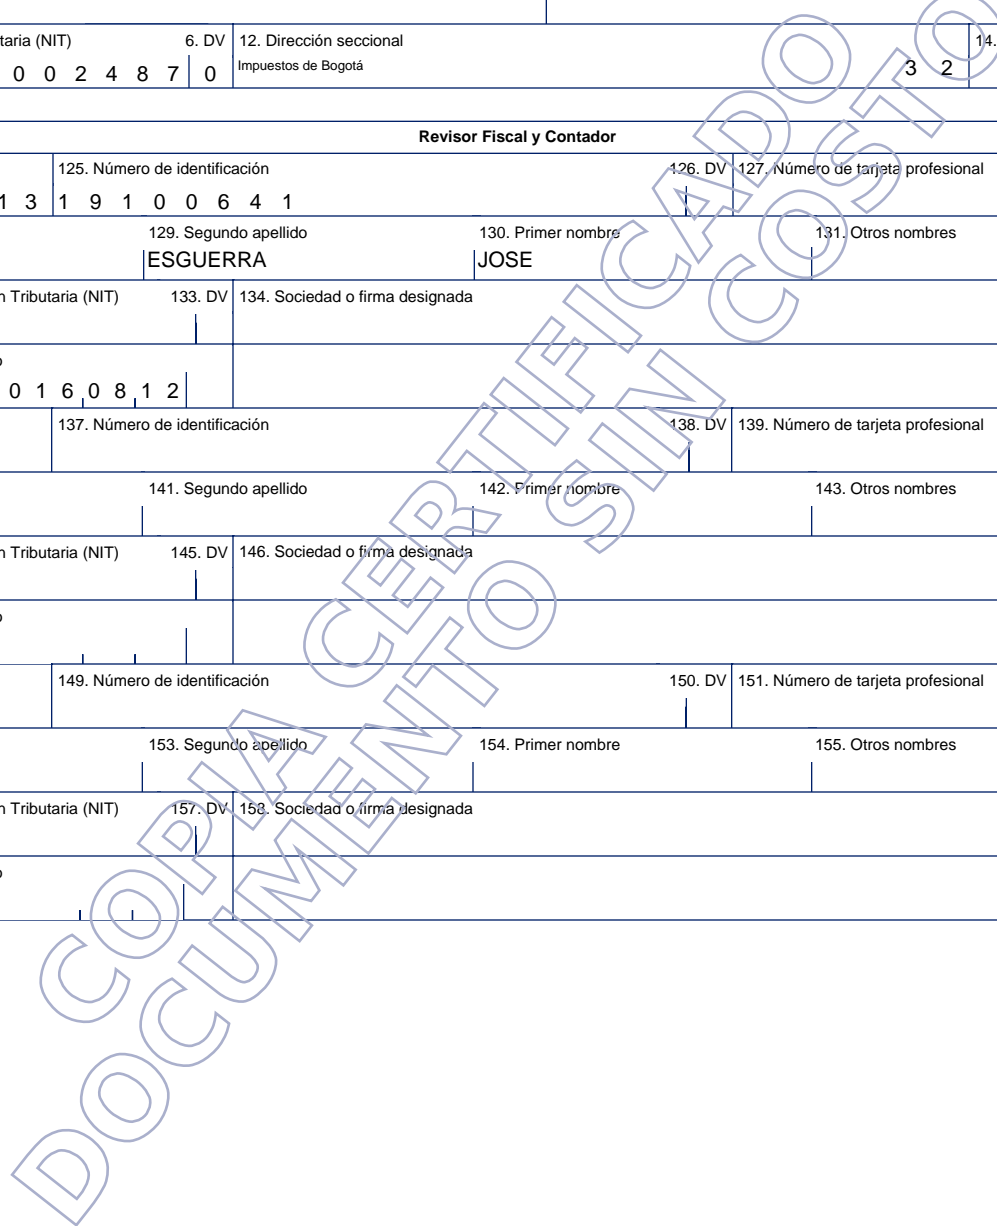 taria (NIT) 6. DV 12. Dirección seccional 14.
0 0 2 4 8 7 0 Impuestos de Bogotá 3 2
Revisor Fiscal y Contador
125. Número de identificación 126. DV 127. Número de tarjeta profesional
1 3 1 9 1 0 0 6 4 1
129. Segundo apellido 130. Primer nombre 131. Otros nombres
ESGUERRA JOSE
n Tributaria (NIT) 133. DV 134. Sociedad o firma designada
o
0 1 6 0 8 1 2
137. Número de identificación 138. DV 139. Número de tarjeta profesional
141. Segundo apellido 142. Primer nombre 143. Otros nombres
n Tributaria (NIT) 145. DV 146. Sociedad o firma designada
o
149. Número de identificación 150. DV 151. Número de tarjeta profesional
153. Segundo apellido 154. Primer nombre 155. Otros nombres
n Tributaria (NIT) 157. DV 158. Sociedad o firma designada
o
COPIA CERTIFICADO
DOCUMENTO SIN COSTO